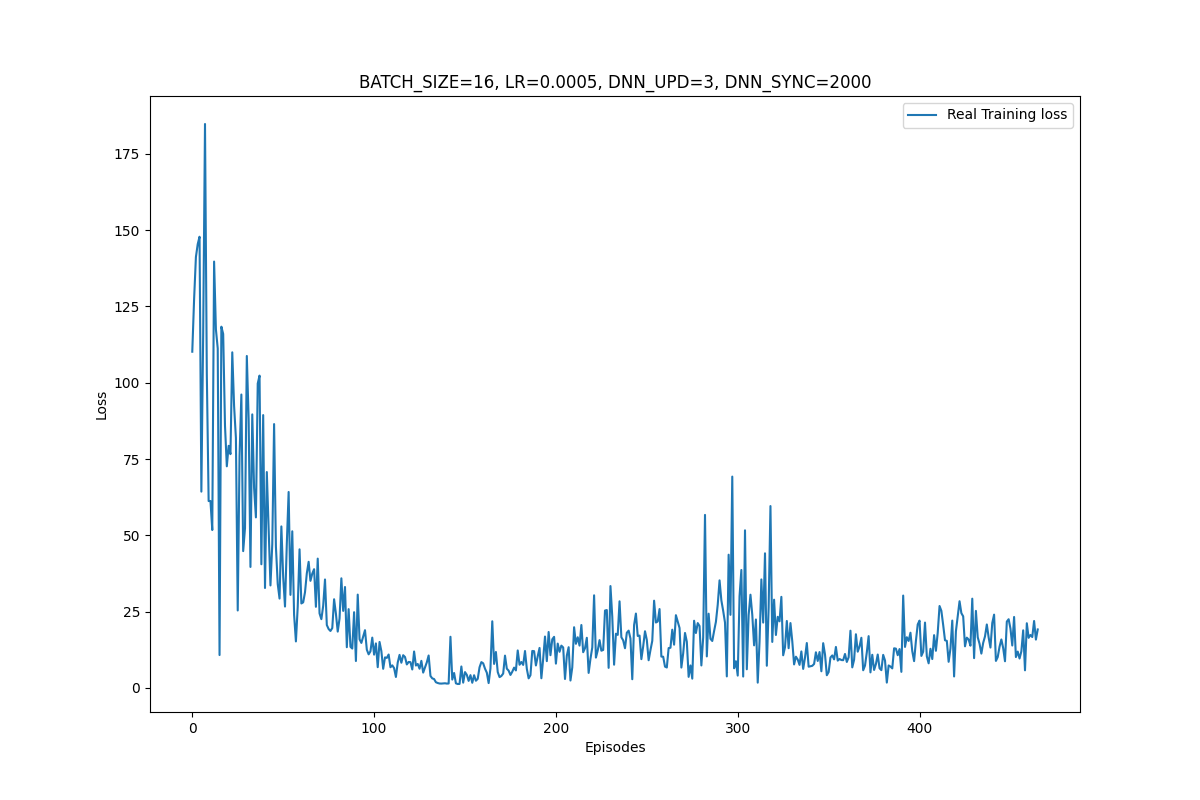 BATCH_SIZE=16, LR=0.0005, DNN_UPD=3, DNN_SYNC=2000
Real Training loss
175
150
125
100
75
50
25
0
Loss
0 100 200 300 400
Episodes